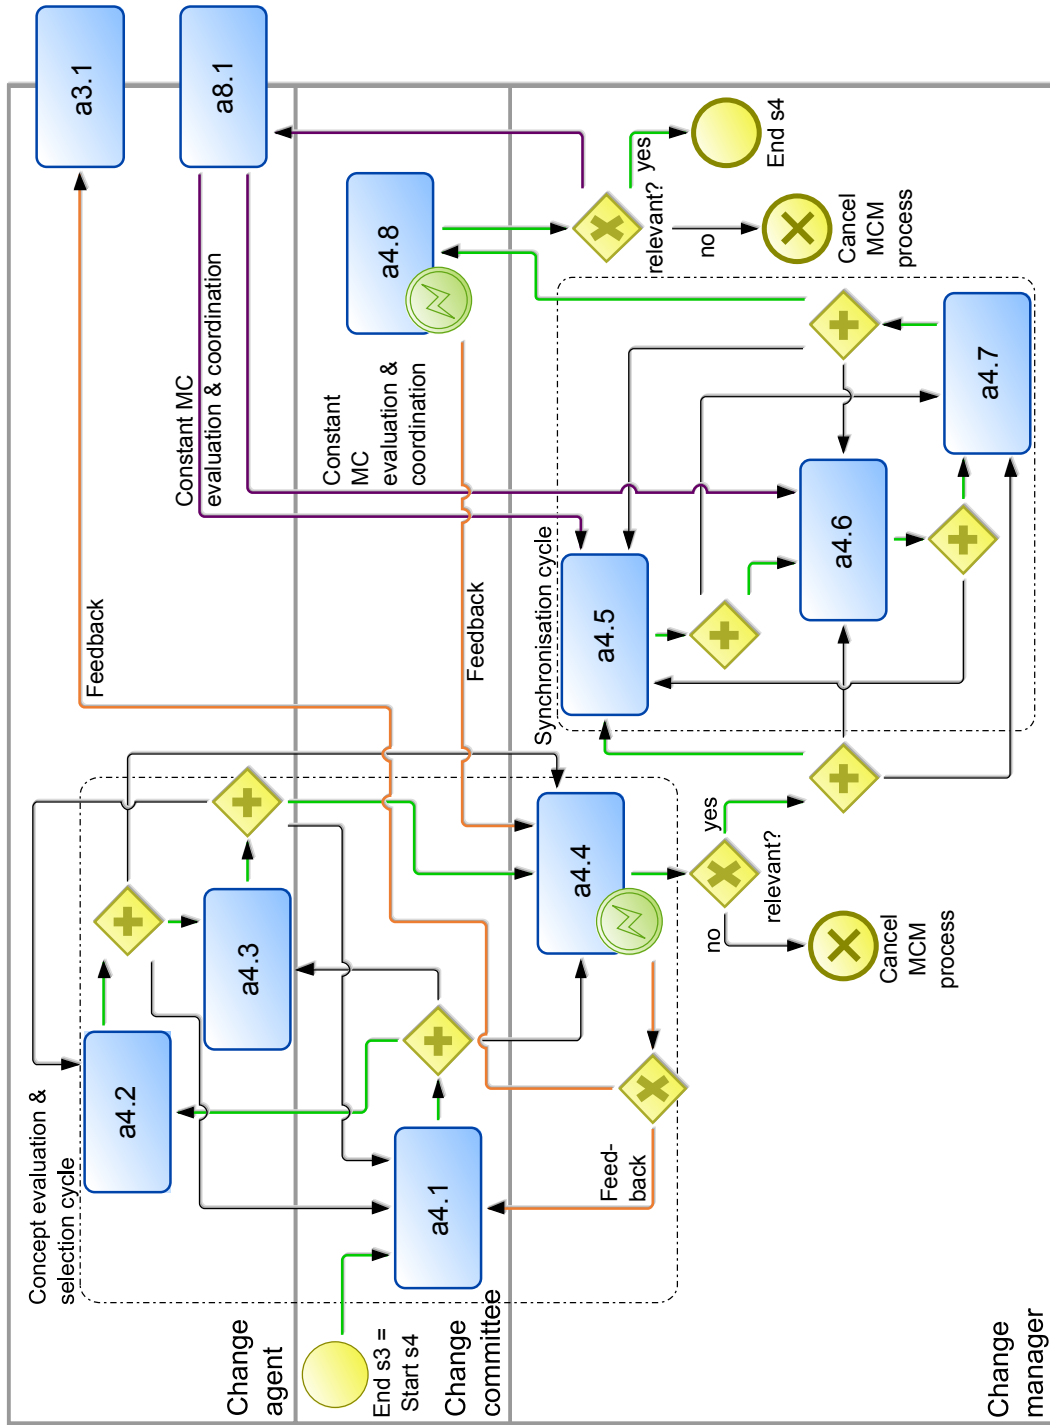 Change
agent
Change
committee
Change
manager
End s3 =
Start s4
Concept evaluation &
selection cycle
a4.2
a4.3
a4.1
a4.4
Feed-
back
Feedback
Feedback
relevant?
no
yes
Cancel
MCM
process
Synchronisation cycle
a4.5
a4.6
a4.7
Constant MC
evaluation & coordination
Constant
MC
evaluation &
coordination
a4.8
a3.1
a8.1
relevant?
yes
no
End s4
Cancel
MCM
process